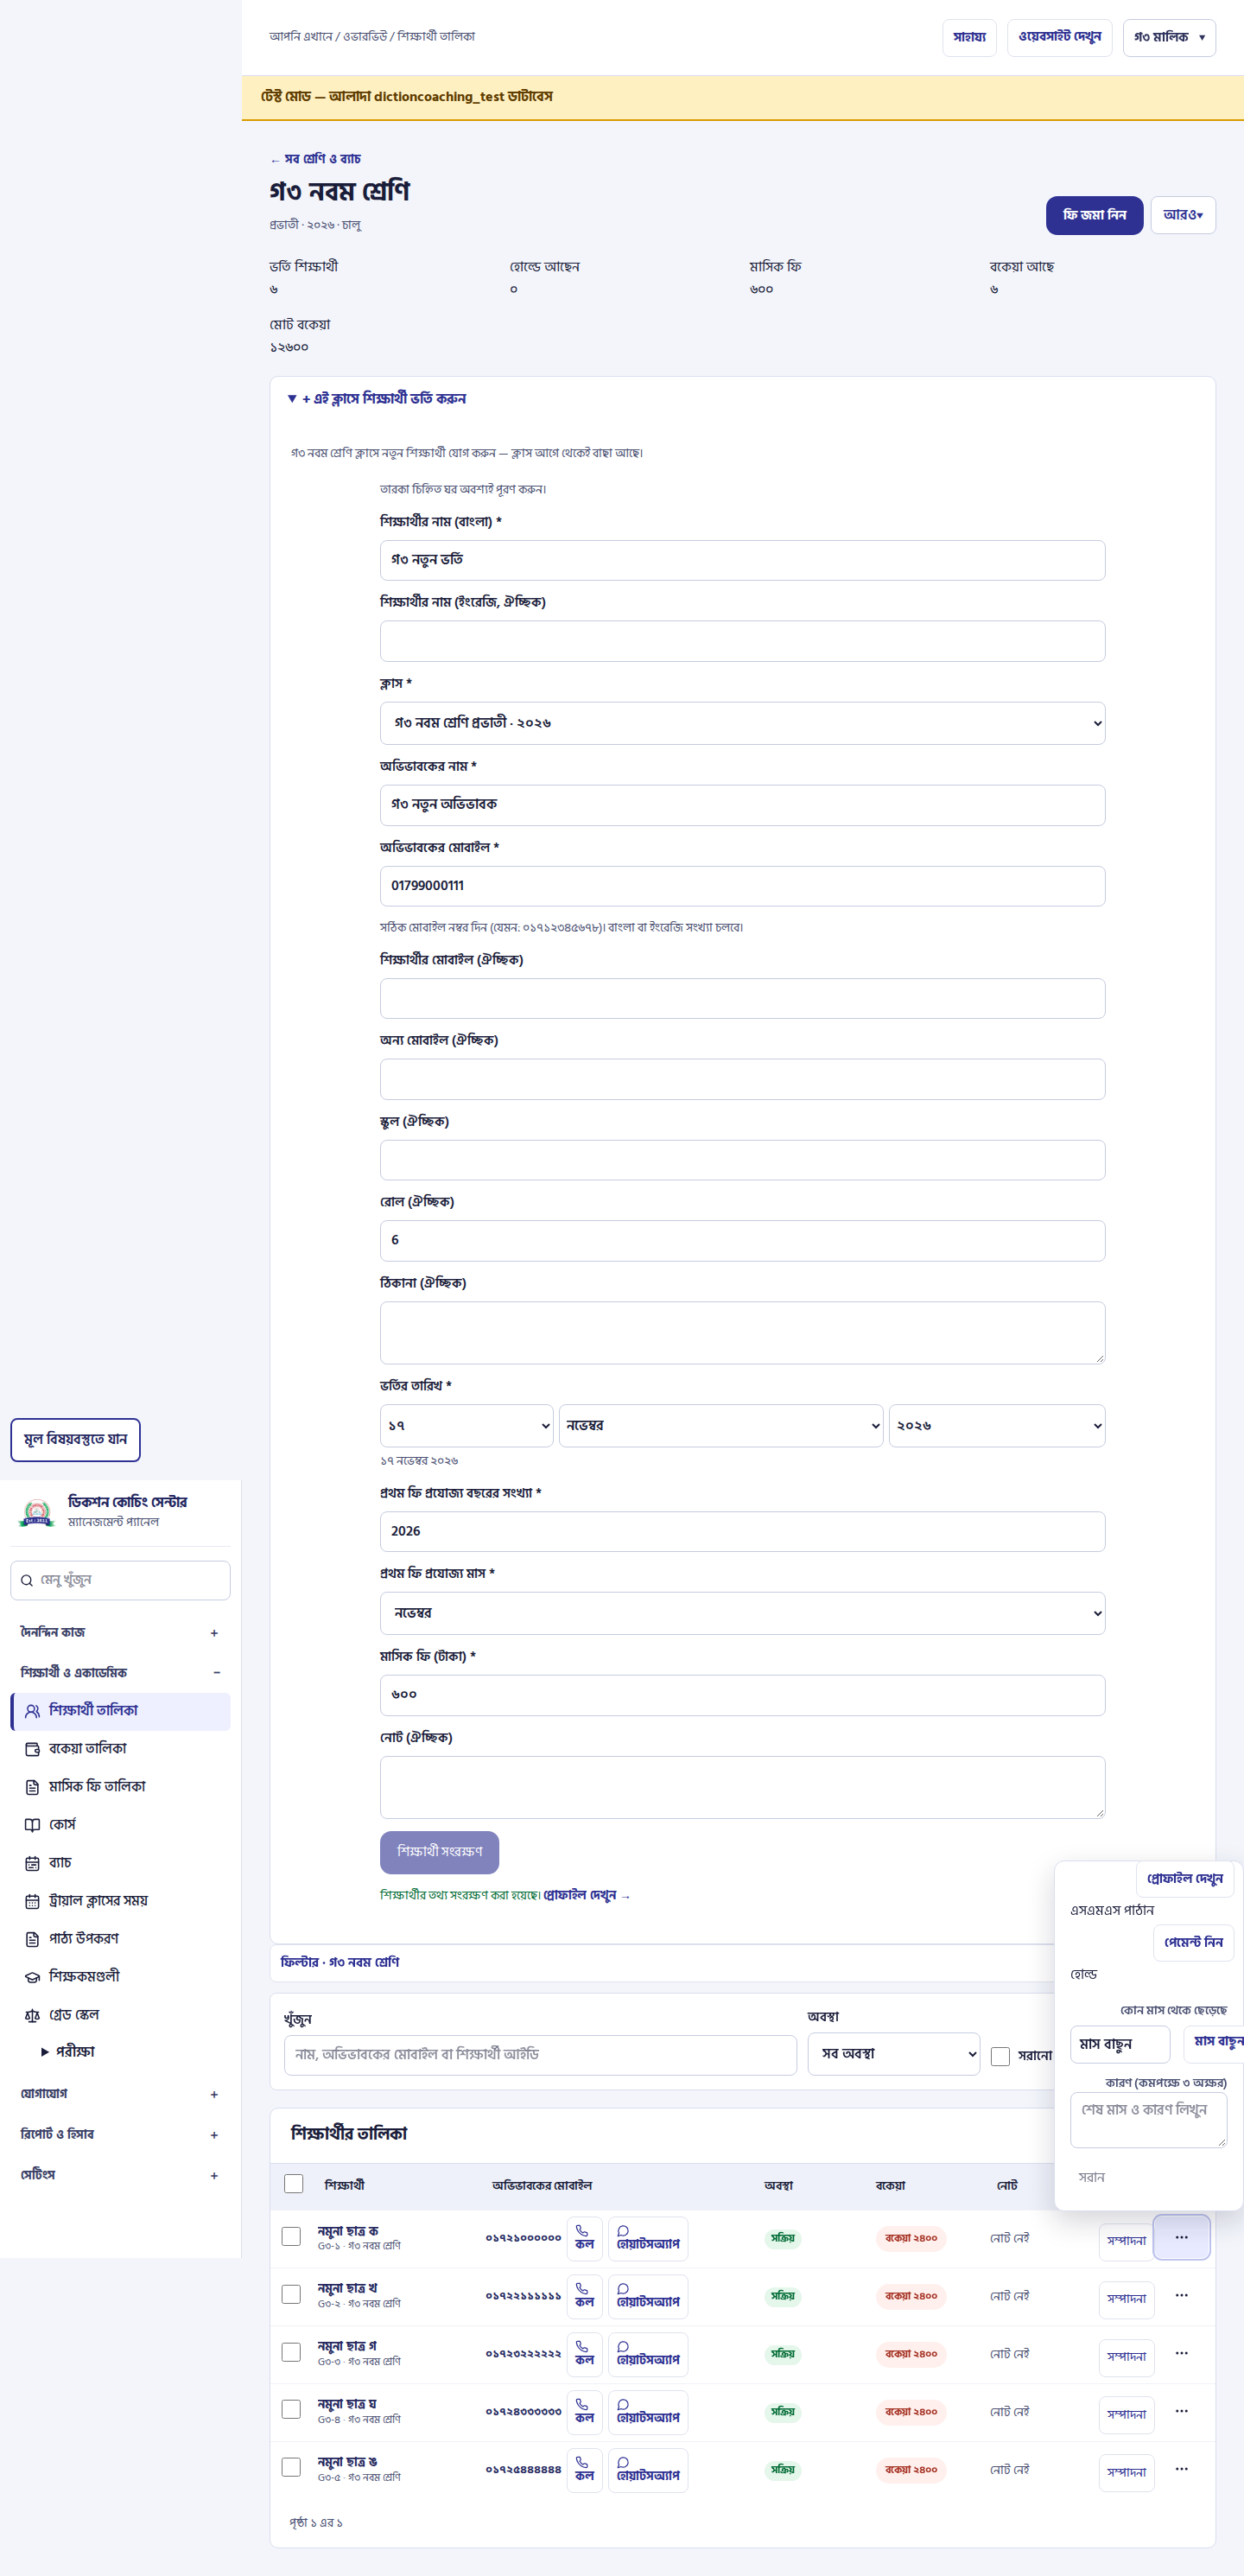 আপনি এখানে / ওভারভিউ / শিক্ষার্থী তালিকা
সাহায্য
ওয়েবসাইট দেখুন
গ৩ মালিক ▾
টেস্ট মোড — আলাদা dictioncoaching_test ডাটাবেস
← সব শ্রেণি ও ব্যাচ
গ৩ নবম শ্রেণি
প্রভাতী · ২০২৬ · চালু
ফি জমা নিন
আরও▾
ভর্তি শিক্ষার্থী
৬
হোল্ডে আছেন
০
মাসিক ফি
৬০০
বকেয়া আছে
৬
মোট বকেয়া
১২৬০০
▼ + এই ক্লাসে শিক্ষার্থী ভর্তি করুন
গ৩ নবম শ্রেণি ক্লাসে নতুন শিক্ষার্থী যোগ করুন — ক্লাস আগে থেকেই বাছা আছে।
তারকা চিহ্নিত ঘর অবশ্যই পূরণ করুন।
শিক্ষার্থীর নাম (বাংলা) *
গ৩ নতুন ভর্তি
শিক্ষার্থীর নাম (ইংরেজি, ঐচ্ছিক)
ক্লাস *
গ৩ নবম শ্রেণি প্রভাতী · ২০২৬
অভিভাবকের নাম *
গ৩ নতুন অভিভাবক
অভিভাবকের মোবাইল *
01799000111
সঠিক মোবাইল নম্বর দিন (যেমন: ০১৭১২৩৪৫৬৭৮)। বাংলা বা ইংরেজি সংখ্যা চলবে।
শিক্ষার্থীর মোবাইল (ঐচ্ছিক)
অন্য মোবাইল (ঐচ্ছিক)
স্কুল (ঐচ্ছিক)
রোল (ঐচ্ছিক)
6
ঠিকানা (ঐচ্ছিক)
ভর্তির তারিখ *
১৭
নভেম্বর
২০২৬
১৭ নভেম্বর ২০২৬
প্রথম ফি প্রযোজ্য বছরের সংখ্যা *
2026
প্রথম ফি প্রযোজ্য মাস *
নভেম্বর
মাসিক ফি (টাকা) *
৬০০
নোট (ঐচ্ছিক)
শিক্ষার্থী সংরক্ষণ
শিক্ষার্থীর তথ্য সংরক্ষণ করা হয়েছে। প্রোফাইল দেখুন →
মূল বিষয়বস্তুতে যান
ডিকশন কোচিং সেন্টার
ম্যানেজমেন্ট প্যানেল
মেনু খুঁজুন
দৈনন্দিন কাজ +
শিক্ষার্থী ও একাডেমিক −
শিক্ষার্থী তালিকা
বকেয়া তালিকা
মাসিক ফি তালিকা
কোর্স
ব্যাচ
ট্রায়াল ক্লাসের সময়
পাঠ্য উপকরণ
শিক্ষকমণ্ডলী
গ্রেড স্কেল
▶ পরীক্ষা
যোগাযোগ +
রিপোর্ট ও হিসাব +
সেটিংস +
ফিল্টার · গ৩ নবম শ্রেণি
খুঁজুন
নাম, অভিভাবকের মোবাইল বা শিক্ষার্থী আইডি
অবস্থা
সব অবস্থা
সরানো
প্রোফাইল দেখুন
এসএমএস পাঠান
পেমেন্ট নিন
হোল্ড
কোন মাস থেকে ছেড়েছে
মাস বাছুন
মাস বাছুন
কারণ (কমপক্ষে ৩ অক্ষর)
শেষ মাস ও কারণ লিখুন
সরান
শিক্ষার্থীর তালিকা
শিক্ষার্থী অভিভাবকের মোবাইল অবস্থা বকেয়া নোট
নমুনা ছাত্র ক
G৩-১ · গ৩ নবম শ্রেণি
০১৭২১০০০০০০ কল হোয়াটসঅ্যাপ সক্রিয় বকেয়া ২৪০০ নোট নেই সম্পাদনা ···
নমুনা ছাত্র খ
G৩-২ · গ৩ নবম শ্রেণি
০১৭২২১১১১১১ কল হোয়াটসঅ্যাপ সক্রিয় বকেয়া ২৪০০ নোট নেই সম্পাদনা ···
নমুনা ছাত্র গ
G৩-৩ · গ৩ নবম শ্রেণি
০১৭২৩২২২২২২ কল হোয়াটসঅ্যাপ সক্রিয় বকেয়া ২৪০০ নোট নেই সম্পাদনা ···
নমুনা ছাত্র ঘ
G৩-৪ · গ৩ নবম শ্রেণি
০১৭২৪৩৩৩৩৩৩ কল হোয়াটসঅ্যাপ সক্রিয় বকেয়া ২৪০০ নোট নেই সম্পাদনা ···
নমুনা ছাত্র ঙ
G৩-৫ · গ৩ নবম শ্রেণি
০১৭২৫৪৪৪৪৪৪ কল হোয়াটসঅ্যাপ সক্রিয় বকেয়া ২৪০০ নোট নেই সম্পাদনা ···
পৃষ্ঠা ১ এর ১